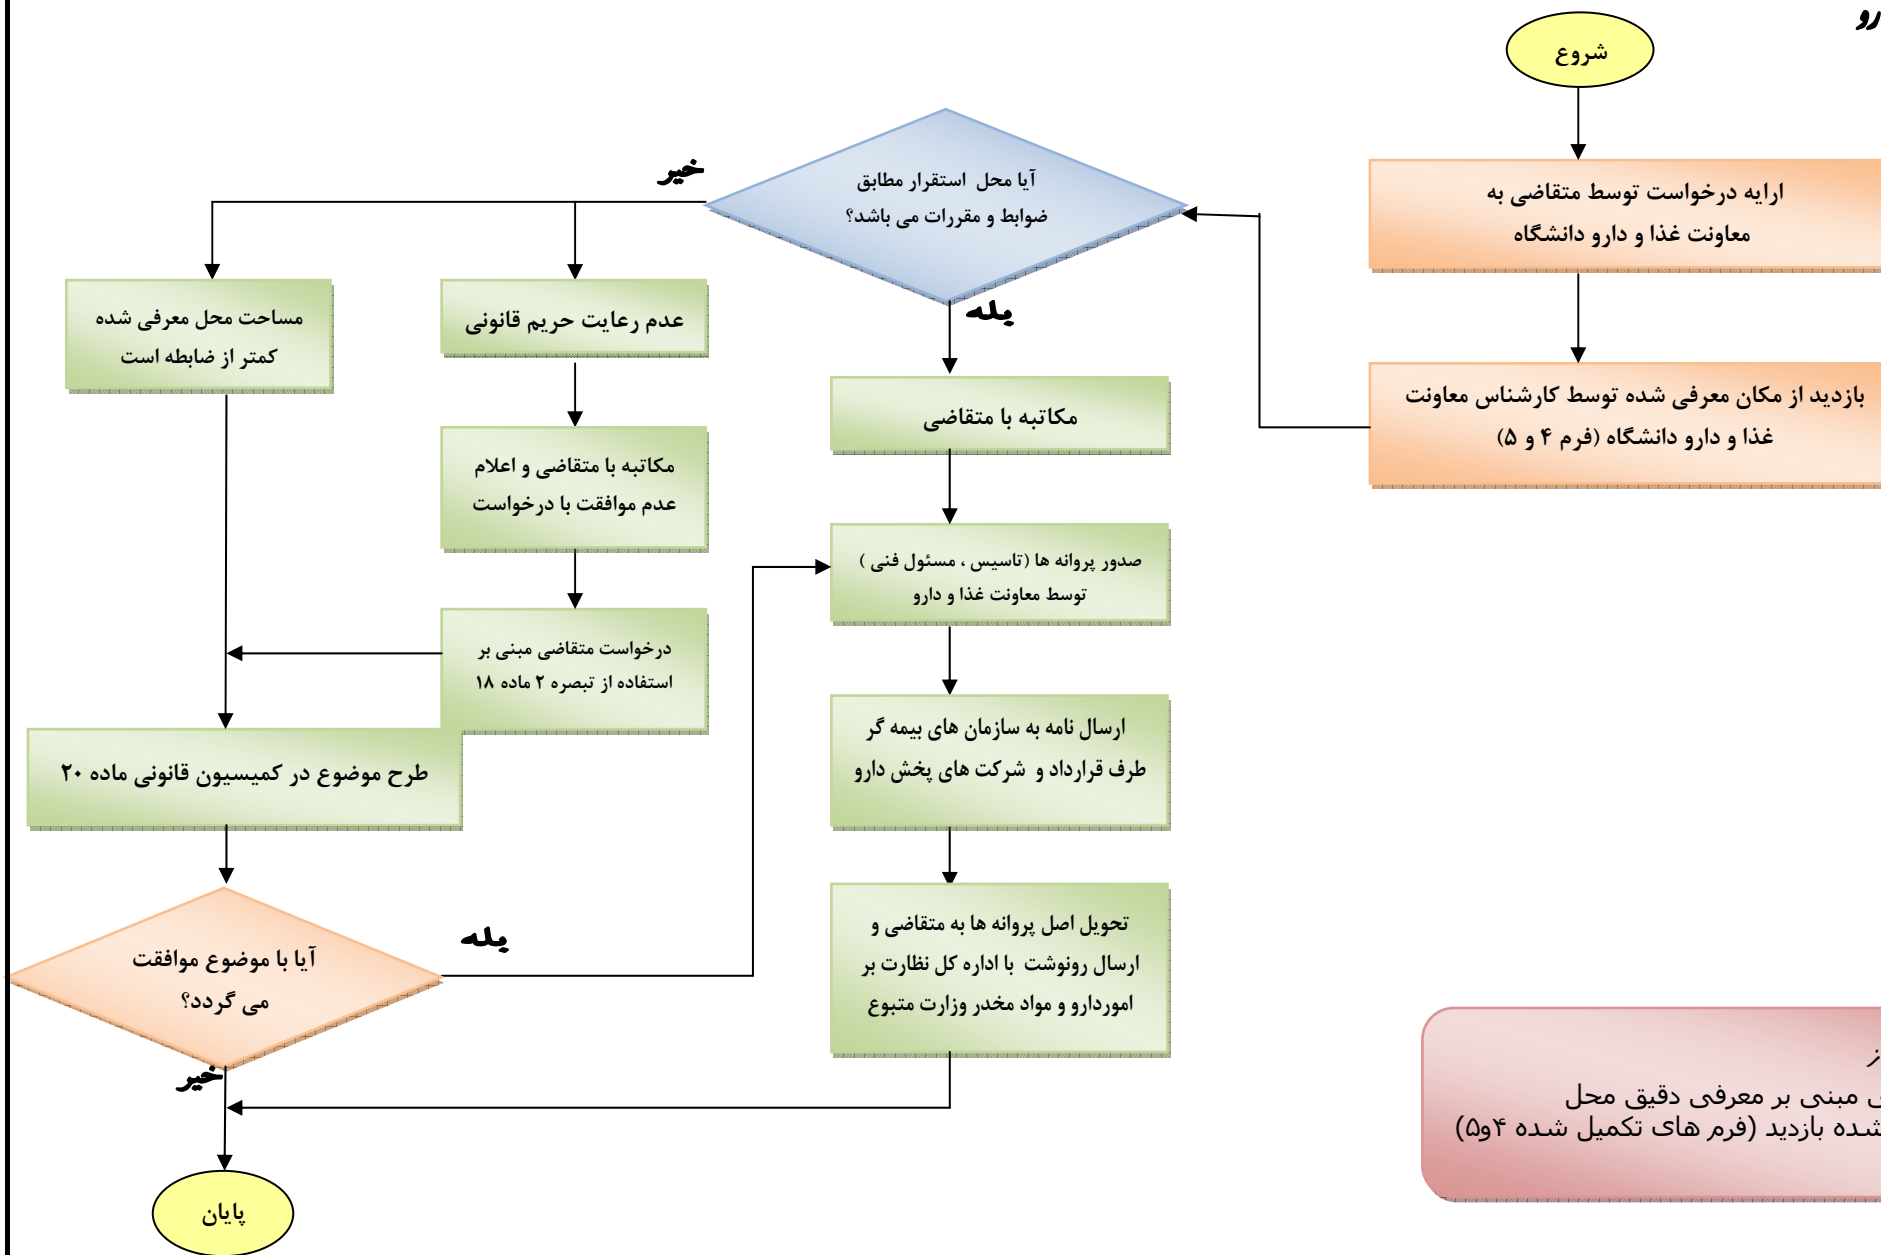 رو
شروع
ارایه درخواست توسط متقاضی به
معاونت غذا و دارو دانشگاه
بازدید از مکان معرفی شده توسط کارشناس معاونت
غذا و دارو دانشگاه (فرم ۴ و ۵)
آیا محل استقرار مطابق
ضوابط و مقررات می باشد؟
خیر
بله
مکاتبه با متقاضی
صدور پروانه ها (تاسیس ، مسئول فنی )
توسط معاونت غذا و دارو
ارسال نامه به سازمان های بیمه گر
طرف قرارداد و شرکت های پخش دارو
تحویل اصل پروانه ها به متقاضی و
ارسال رونوشت با اداره کل نظارت بر
اموردارو و مواد مخدر وزارت متبوع
عدم رعایت حریم قانونی
مکاتبه با متقاضی و اعلام
عدم موافقت با درخواست
درخواست متقاضی مبنی بر
استفاده از تبصره ۲ ماده ۱۸
مساحت محل معرفی شده
کمتر از ضابطه است
طرح موضوع در کمیسیون قانونی ماده ۲۰
آیا با موضوع موافقت
می گردد؟
بله
خیر
پایان
ز
ی مبنی بر معرفی دقیق محل
شده بازدید (فرم های تکمیل شده ۴و۵)